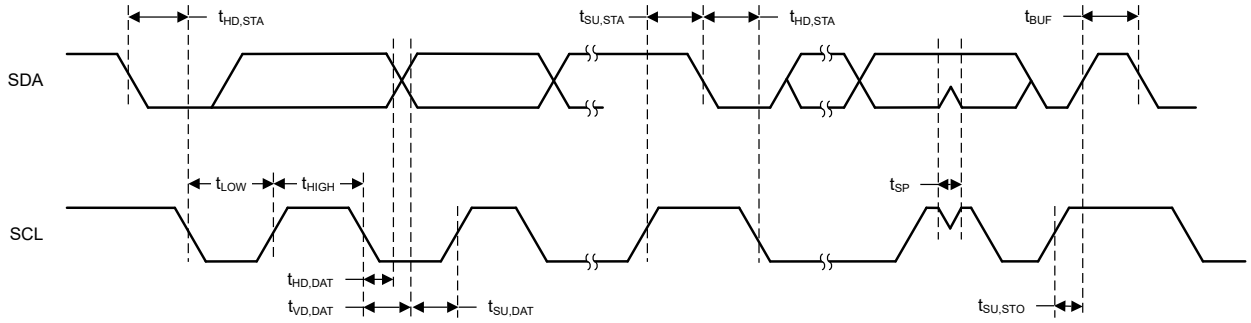 tHD,STA tSU,STA tHD,STA tBUF
SDA
tLOW tHIGH tSP
SCL
tHD,DAT
tVD,DAT tSU,DAT tSU,STO